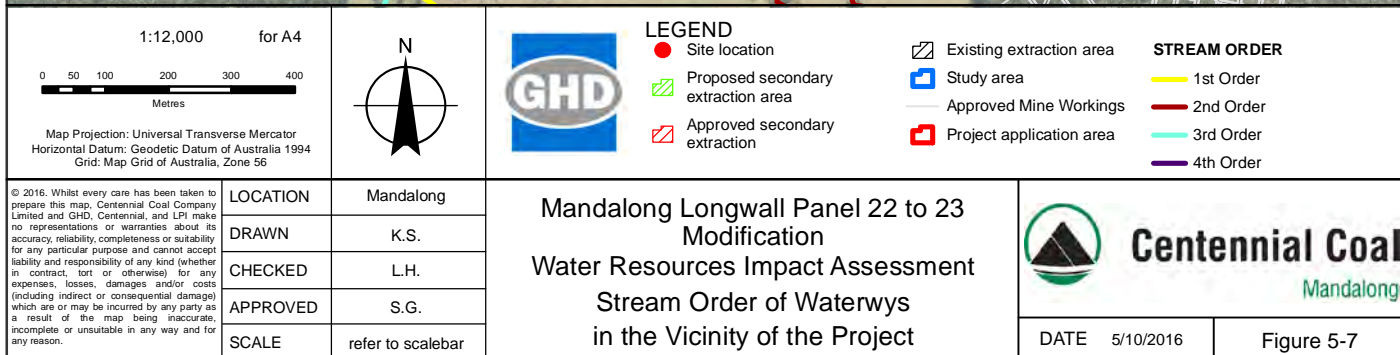 1:12,000 for A4
0 50 100 200 300 400
Metres
Map Projection: Universal Transverse Mercator
Horizontal Datum: Geodetic Datum of Australia 1994
Grid: Map Grid of Australia, Zone 56
N
GHD
LEGEND
Site location
Proposed secondary
extraction area
Approved secondary
extraction
Existing extraction area
Study area
Approved Mine Workings
Project application area
STREAM ORDER
1st Order
2nd Order
3rd Order
4th Order
© 2016. Whilst every care has been taken to
prepare this map, Centennial Coal Company
Limited and GHD, Centennial, and LPI make
no representations or warranties about its
accuracy, reliability, completeness or suitability
for any particular purpose and cannot accept
liability and responsibility of any kind (whether
in contract, tort or otherwise) for any
expenses, losses, damages and/or costs
(including indirect or consequential damage)
which are or may be incurred by any party as
a result of the map being inaccurate,
incomplete or unsuitable in any way and for
any reason.
LOCATION Mandalong
DRAWN K.S.
CHECKED L.H.
APPROVED S.G.
SCALE refer to scalebar
Mandalong Longwall Panel 22 to 23
Modification
Water Resources Impact Assessment
Stream Order of Waterwys
in the Vicinity of the Project
Centennial Coal
Mandalong
DATE 5/10/2016
Figure 5-7